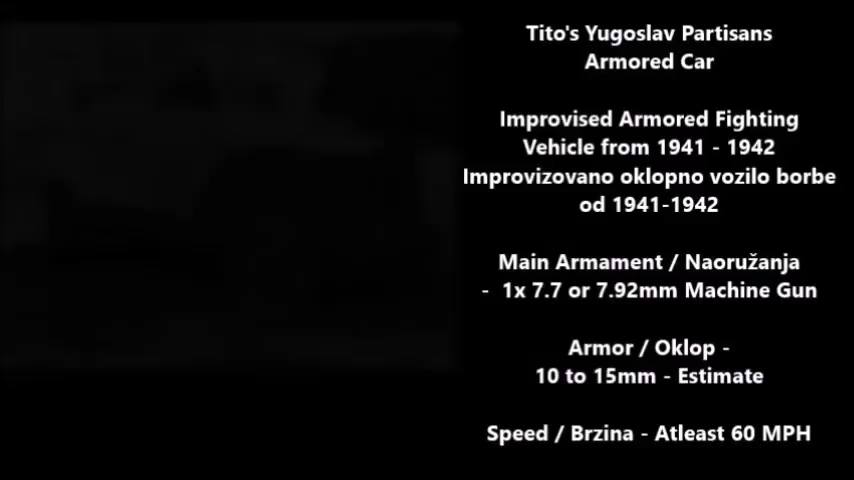 Tito's Yugoslav Partisans
Armored Car
Improvised Armored Fighting
Vehicle from 1941 - 1942
Improvizovano oklopno vozilo borbe
od 1941-1942
Main Armament / Naoružanja
- 1x 7.7 or 7.92mm Machine Gun
Armor / Oklop -
10 to 15mm - Estimate
Speed / Brzina - Atleast 60 MPH